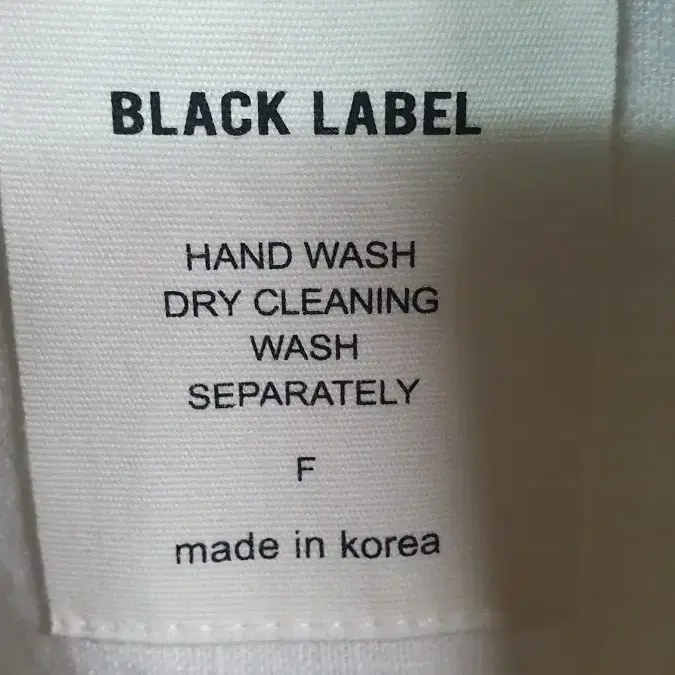 BLACK LABEL
HAND WASH
DRY CLEANING
WASH
SEPARATELY
F
made in korea